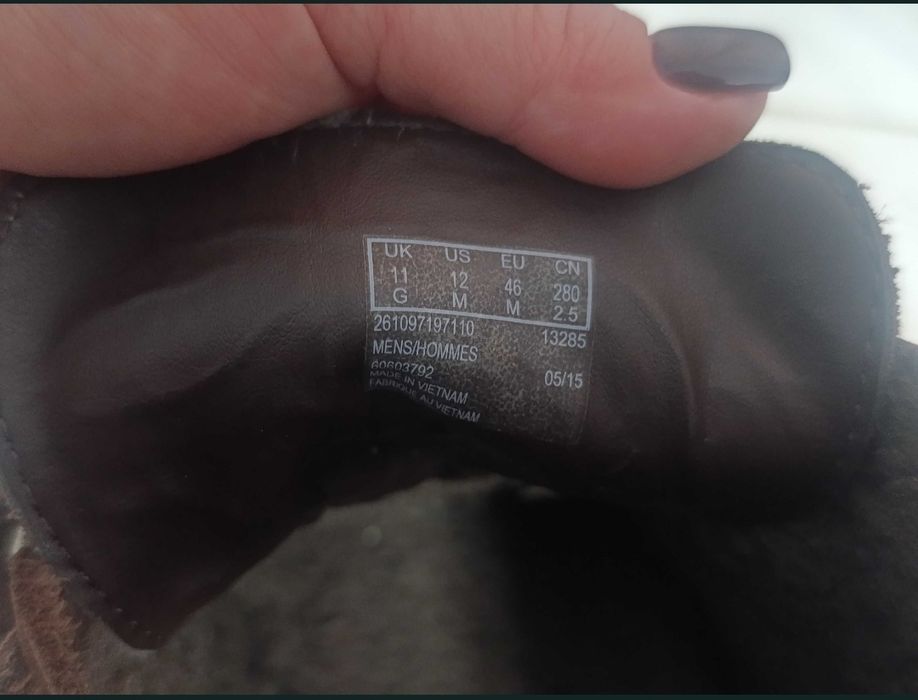 UK US EU CN
11 12 46 280
G M M 2.5
261097197110 13285
MENS/HOMMES
60603792 05/15
MADE IN VIETNAM
FABRIQUE AU VIETNAM